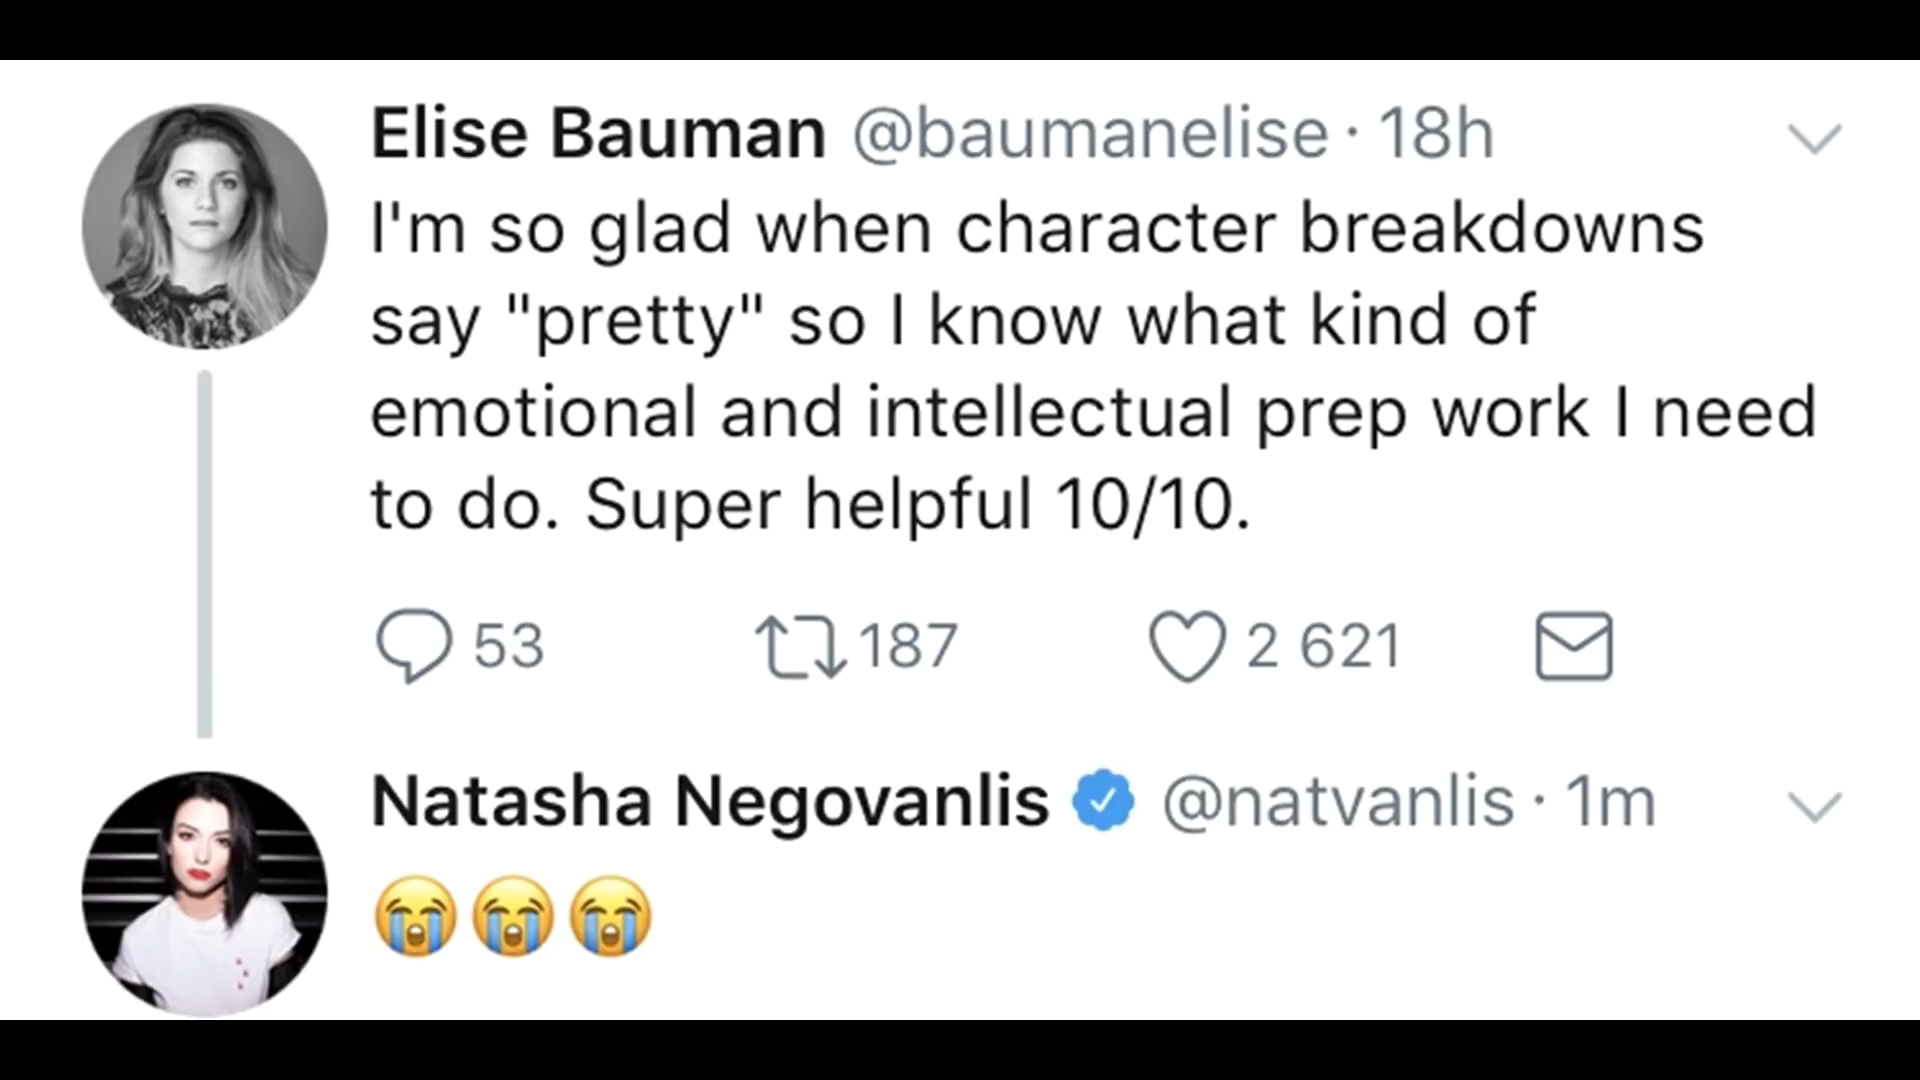 Elise Bauman @baumanelise · 18h
I'm so glad when character breakdowns
say "pretty" so I know what kind of
emotional and intellectual prep work I need
to do. Super helpful 10/10.
53 187 2 621
Natasha Negovanlis @natvanlis · 1m
😭😭😭